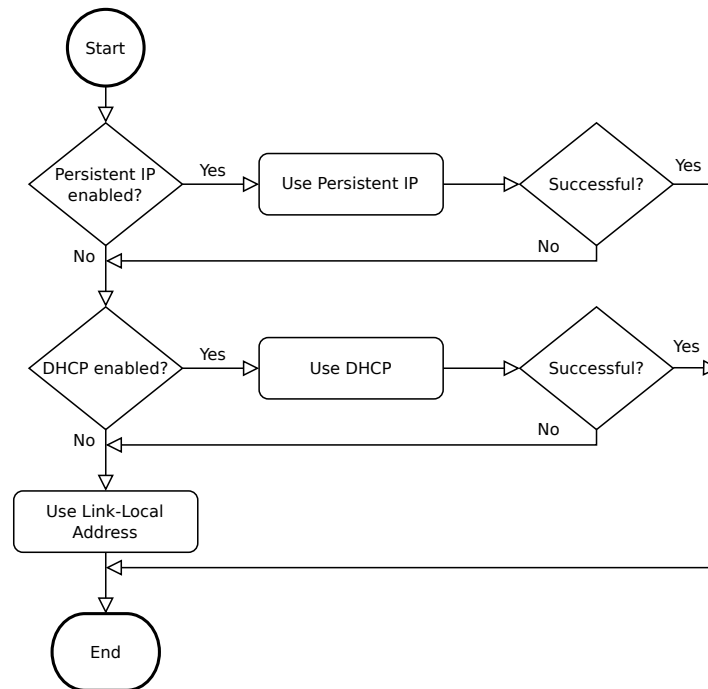 Start
Persistent IP
enabled?
Yes
Use Persistent IP
Successful?
Yes
No
No
DHCP enabled?
Yes
Use DHCP
Successful?
Yes
No
No
Use Link-Local
Address
End